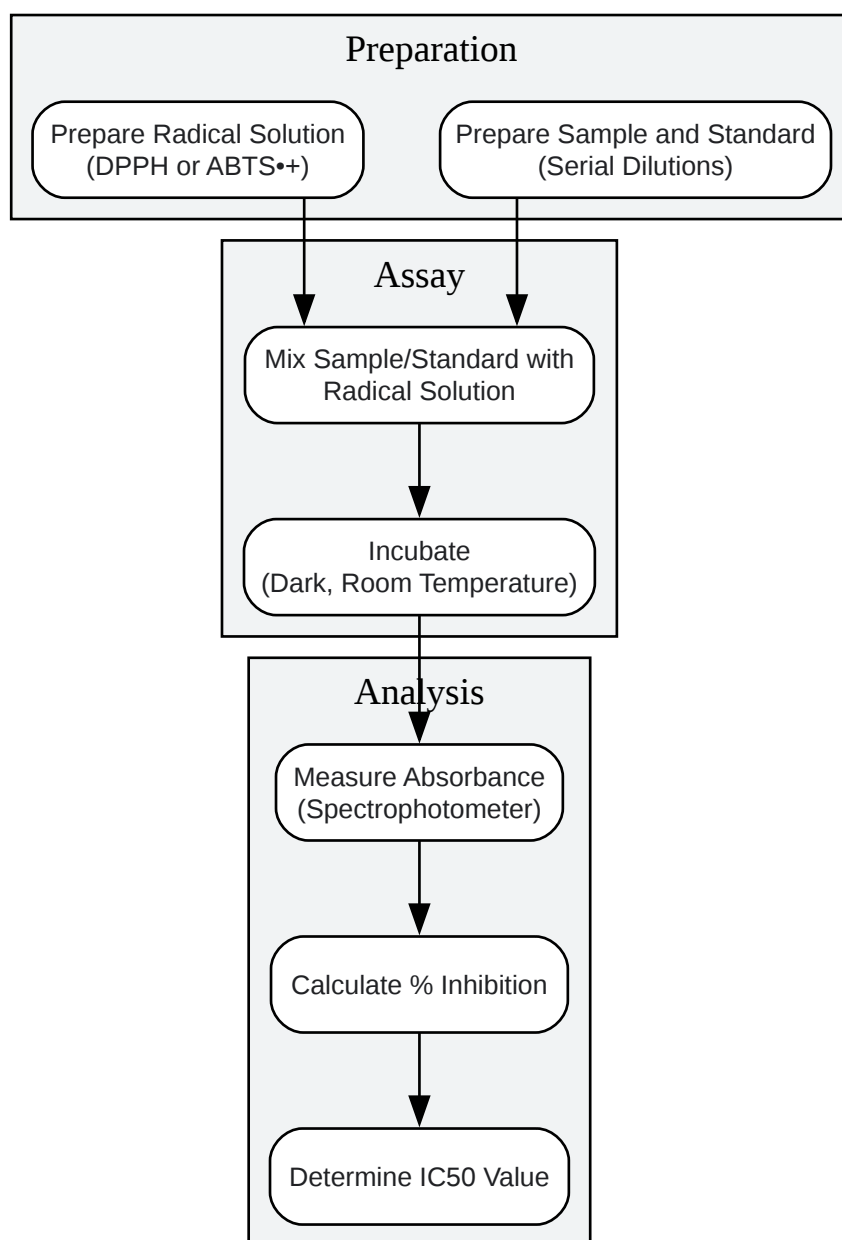 Preparation
Prepare Radical Solution
(DPPH or ABTS•+)
Prepare Sample and Standard
(Serial Dilutions)
Assay
Mix Sample/Standard with
Radical Solution
Incubate
(Dark, Room Temperature)
Analysis
Measure Absorbance
(Spectrophotometer)
Calculate % Inhibition
Determine IC50 Value